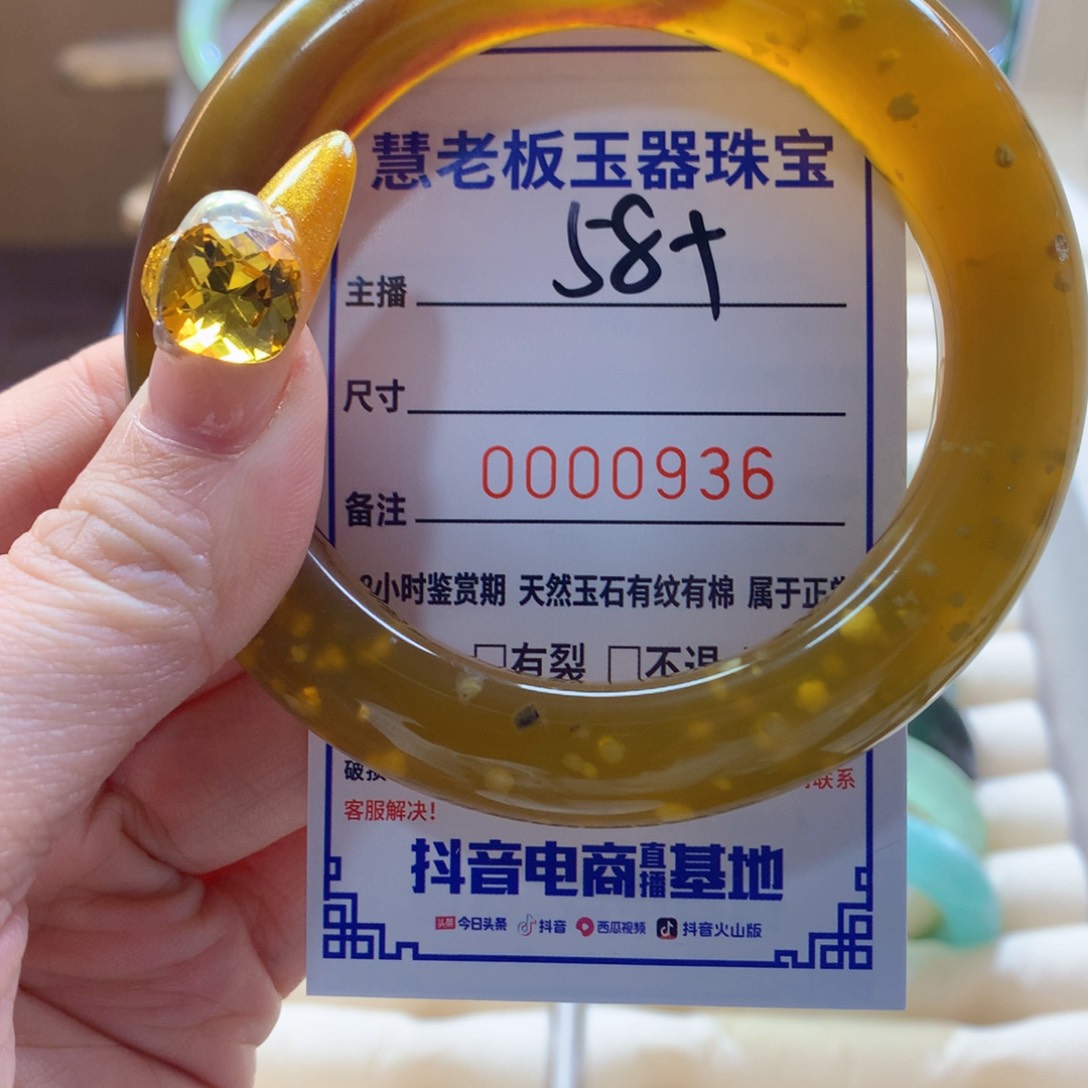 慧老板玉器珠宝
主播 58+
尺寸
备注 0000936
小时鉴赏期 天然玉石有纹有棉 属于正常
□有裂 □不退
破损 联系
客服解决!
抖音电商直播基地
头条 今日头条 抖音 西瓜视频 抖音火山版